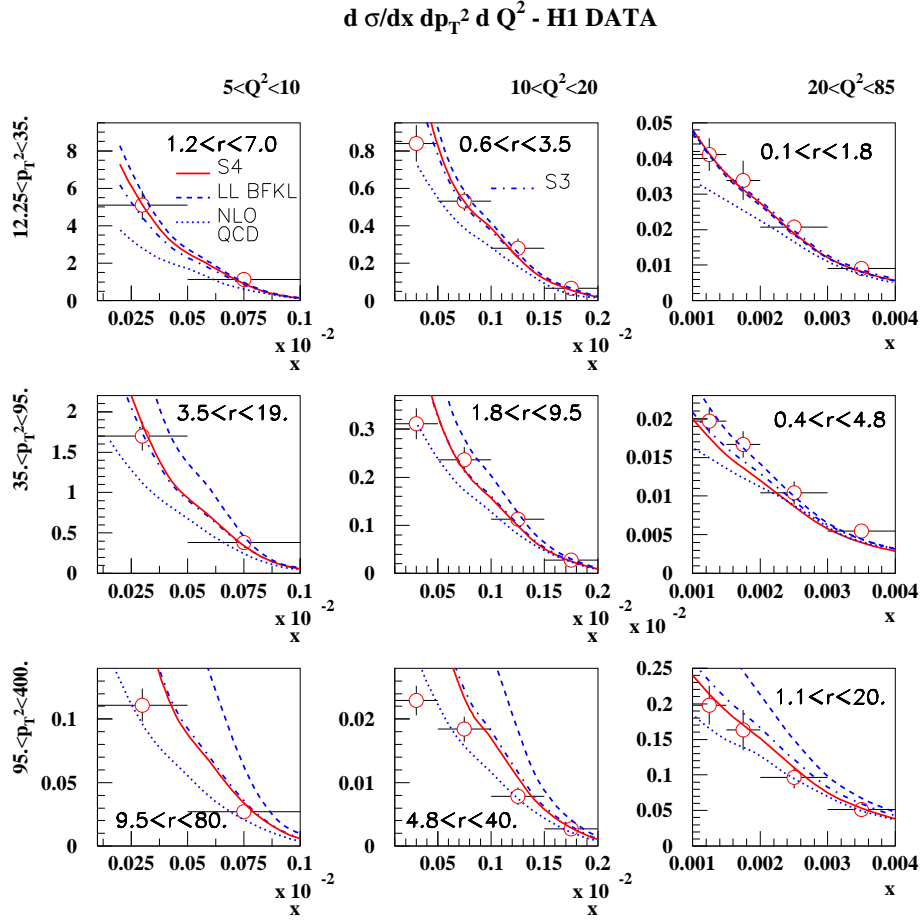 d σ/dx dp_T² d Q² - H1 DATA
5<Q²<10 10<Q²<20 20<Q²<85
12.25<p_T²<35.
8
6
4
2
0
1.2<r<7.0
S4
LL BFKL
NLO
QCD
0.025 0.05 0.075 0.1
x 10 ⁻²
x
0.8
0.6
0.4
0.2
0
0.6<r<3.5
S3
0.05 0.1 0.15 0.2
x 10 ⁻²
x
0.05
0.04
0.03
0.02
0.01
0
0.1<r<1.8
0.001 0.002 0.003 0.004
x
35.<p_T²<95.
2
1.5
1
0.5
0
3.5<r<19.
0.025 0.05 0.075 0.1
x 10 ⁻²
x
0.3
0.2
0.1
0
1.8<r<9.5
0.05 0.1 0.15 0.2
x 10 ⁻²
x
0.02
0.015
0.01
0.005
0
0.4<r<4.8
0.001 0.002 0.003 0.004
x
95.<p_T²<400.
0.1
0.05
0
9.5<r<80.
0.025 0.05 0.075 0.1
x 10 ⁻²
x
x 10 ⁻²
0.02
0.01
0
4.8<r<40.
0.05 0.1 0.15 0.2
x 10 ⁻²
x
x 10 ⁻²
0.25
0.2
0.15
0.1
0.05
0
1.1<r<20.
0.001 0.002 0.003 0.004
x